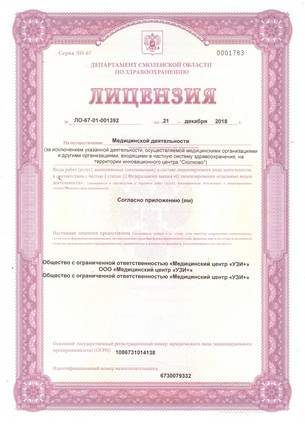 Серия ЛО 67
0001783
ДЕПАРТАМЕНТ СМОЛЕНСКОЙ ОБЛАСТИ
ПО ЗДРАВООХРАНЕНИЮ
ЛИЦЕНЗИЯ
№ ЛО-67-01-001392 от «21 декабря 2018 г.
На осуществление
Медицинской деятельности
(за исключением указанной деятельности, осуществляемой медицинскими организациями
и другими организациями, входящими в частную систему здравоохранения, на
территории инновационного центра "Сколково")
Виды работ (услуг), выполняемых (оказываемых) в составе лицензируемого вида деятельности,
в соответствии с частью 2 статьи 12 Федерального закона «О лицензировании отдельных видов
деятельности»:
Согласно приложению (ям)
Настоящая лицензия предоставлена
Общество с ограниченной ответственностью «Медицинский центр «УЗИ+»
ООО «Медицинский центр «УЗИ+»
Общество с ограниченной ответственностью «Медицинский центр «УЗИ+»
Основной государственный регистрационный номер юридического лица (индивидуального
предпринимателя) (ОГРН) 1086731014138
Идентификационный номер налогоплательщика
6730079332